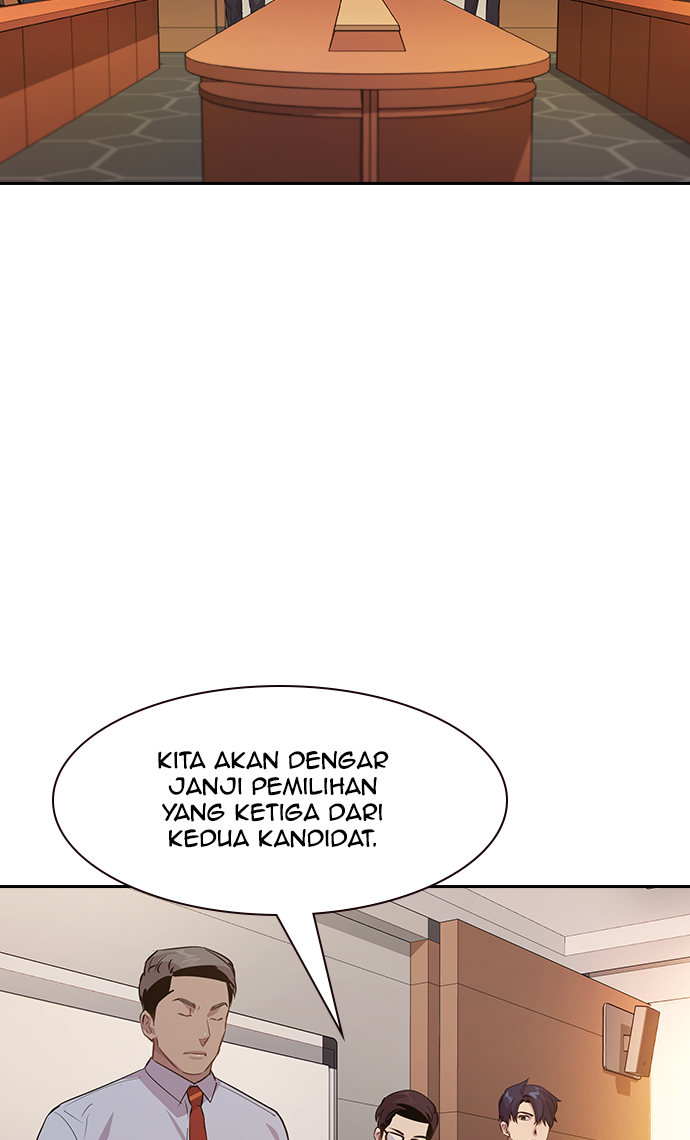 KITA AKAN DENGAR
JANJI PEMILIHAN
YANG KETIGA DARI
KEDUA KANDIDAT.